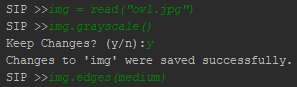 SIP >>img = read("owl.jpg")
SIP >>img.grayscale()
Keep Changes? (y/n):y
Changes to 'img' were saved successfully.
SIP >>img.edges(medium)